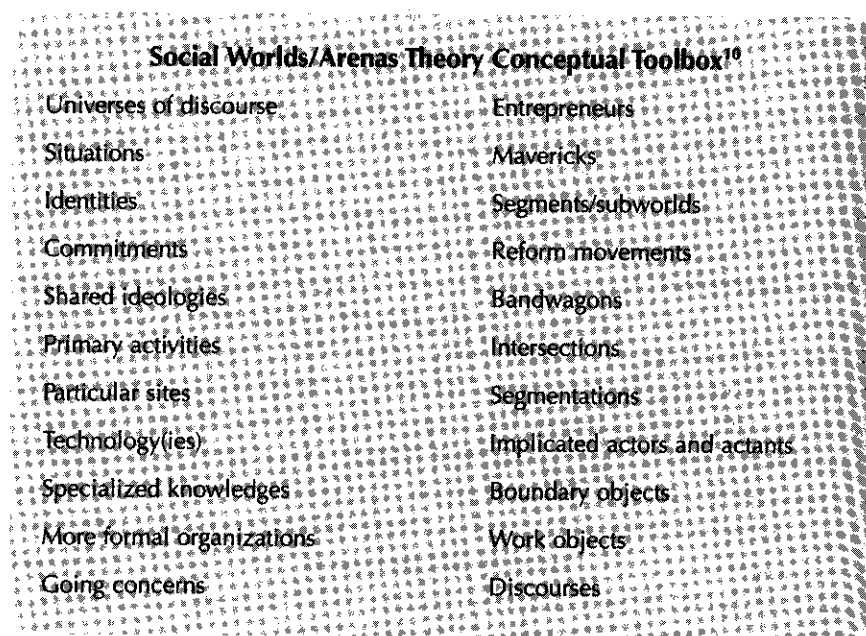 Social Worlds/Arenas Theory Conceptual Toolbox¹⁰
Universes of discourse
Situations
Identities
Commitments
Shared ideologies
Primary activities
Particular sites
Technology(ies)
Specialized knowledges
More formal organizations
Going concerns
Entrepreneurs
Mavericks
Segments/subworlds
Reform movements
Bandwagons
Intersections
Segmentations
Implicated actors and actants
Boundary objects
Work objects
Discourses